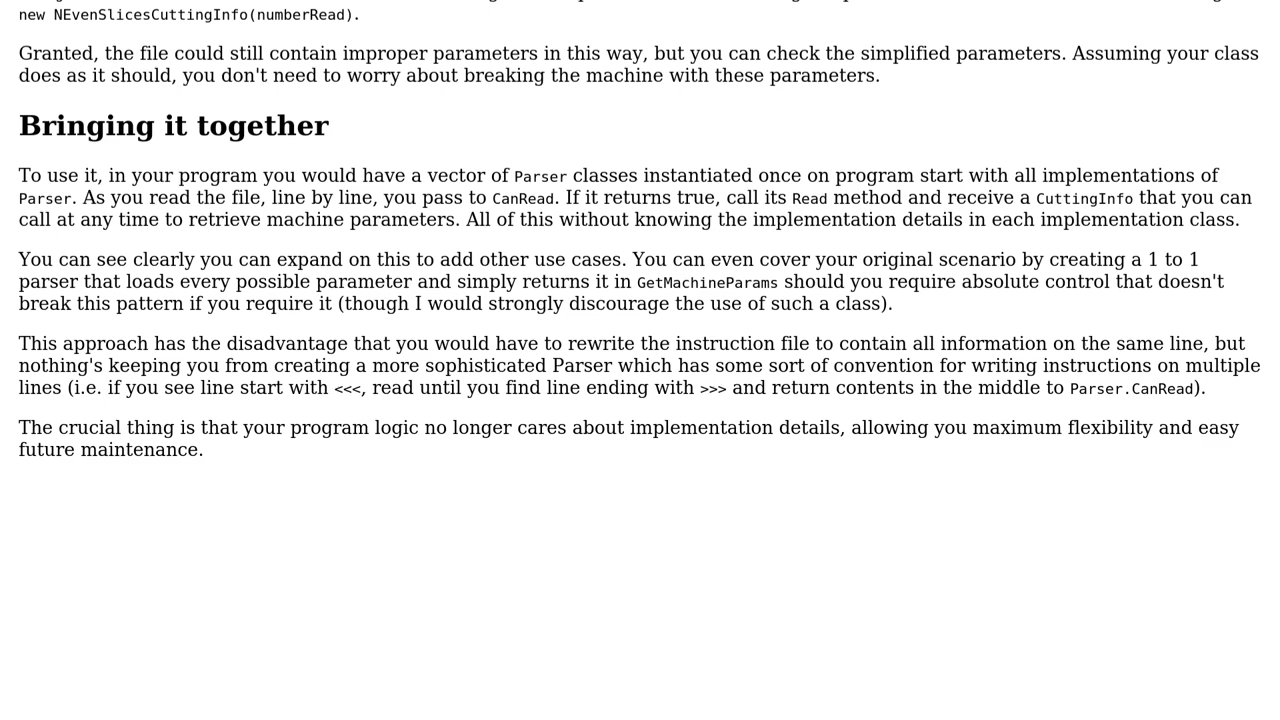 new NEvenSlicesCuttingInfo(numberRead).
Granted, the file could still contain improper parameters in this way, but you can check the simplified parameters. Assuming your class
does as it should, you don't need to worry about breaking the machine with these parameters.
Bringing it together
To use it, in your program you would have a vector of Parser classes instantiated once on program start with all implementations of
Parser. As you read the file, line by line, you pass to CanRead. If it returns true, call its Read method and receive a CuttingInfo that you can
call at any time to retrieve machine parameters. All of this without knowing the implementation details in each implementation class.
You can see clearly you can expand on this to add other use cases. You can even cover your original scenario by creating a 1 to 1
parser that loads every possible parameter and simply returns it in GetMachineParams should you require absolute control that doesn't
break this pattern if you require it (though I would strongly discourage the use of such a class).
This approach has the disadvantage that you would have to rewrite the instruction file to contain all information on the same line, but
nothing's keeping you from creating a more sophisticated Parser which has some sort of convention for writing instructions on multiple
lines (i.e. if you see line start with <<<, read until you find line ending with >>> and return contents in the middle to Parser.CanRead).
The crucial thing is that your program logic no longer cares about implementation details, allowing you maximum flexibility and easy
future maintenance.